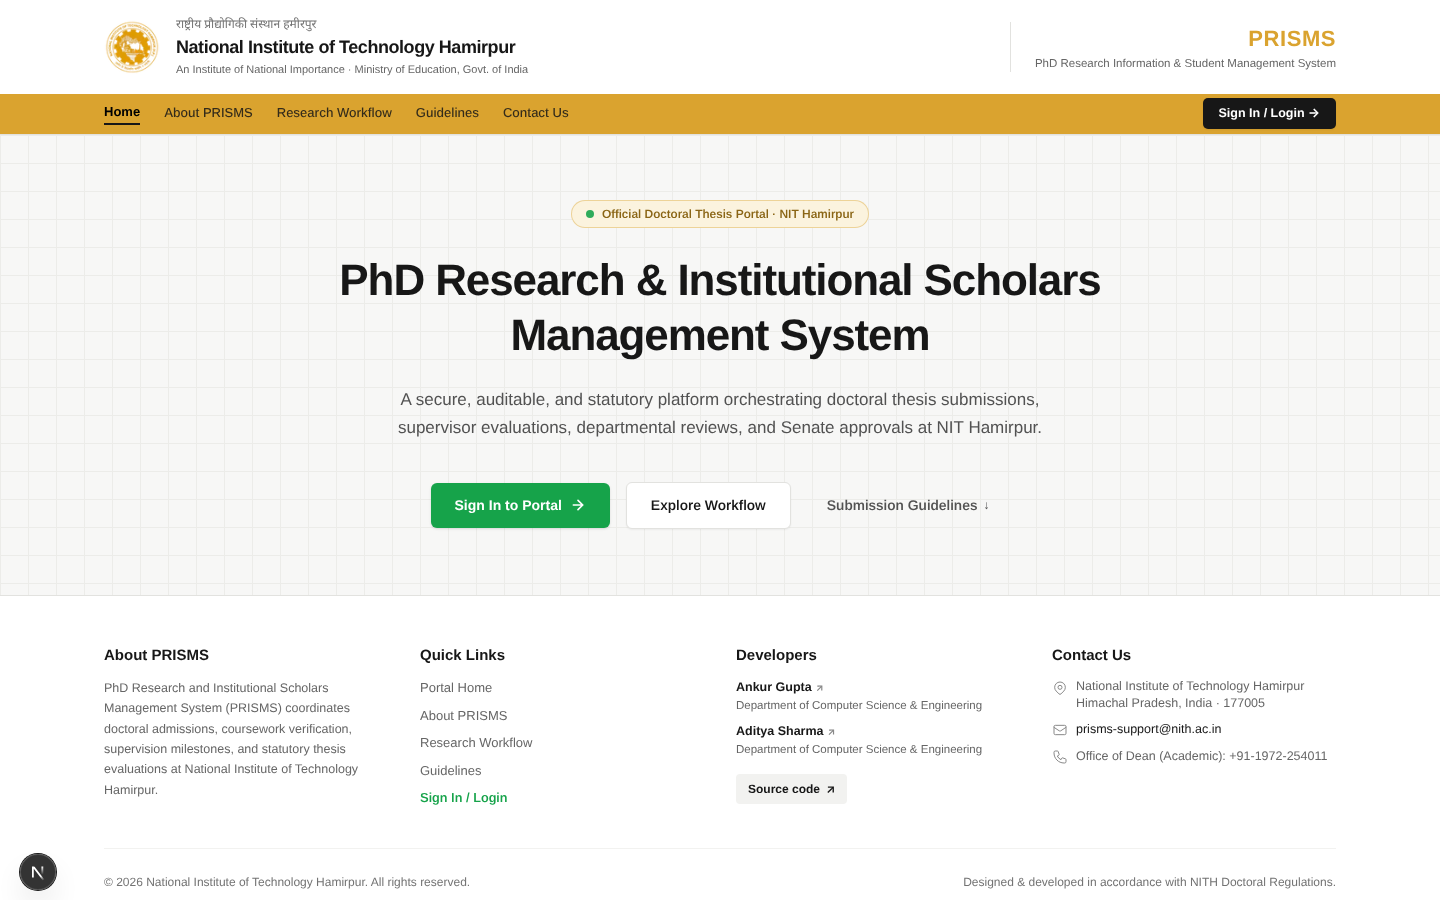 राष्ट्रीय प्रौद्योगिकी संस्थान हमीरपुर
National Institute of Technology Hamirpur
An Institute of National Importance · Ministry of Education, Govt. of India
PRISMS
PhD Research Information & Student Management System
Home
About PRISMS
Research Workflow
Guidelines
Contact Us
Sign In / Login →
Official Doctoral Thesis Portal · NIT Hamirpur
PhD Research & Institutional Scholars
Management System
A secure, auditable, and statutory platform orchestrating doctoral thesis submissions,
supervisor evaluations, departmental reviews, and Senate approvals at NIT Hamirpur.
Sign In to Portal →
Explore Workflow
Submission Guidelines ↓
About PRISMS
PhD Research and Institutional Scholars
Management System (PRISMS) coordinates
doctoral admissions, coursework verification,
supervision milestones, and statutory thesis
evaluations at National Institute of Technology
Hamirpur.
Quick Links
Portal Home
About PRISMS
Research Workflow
Guidelines
Sign In / Login
Developers
Ankur Gupta
Department of Computer Science & Engineering
Aditya Sharma
Department of Computer Science & Engineering
Source code
Contact Us
National Institute of Technology Hamirpur
Himachal Pradesh, India · 177005
prisms-support@nith.ac.in
Office of Dean (Academic): +91-1972-254011
N
© 2026 National Institute of Technology Hamirpur. All rights reserved.
Designed & developed in accordance with NITH Doctoral Regulations.